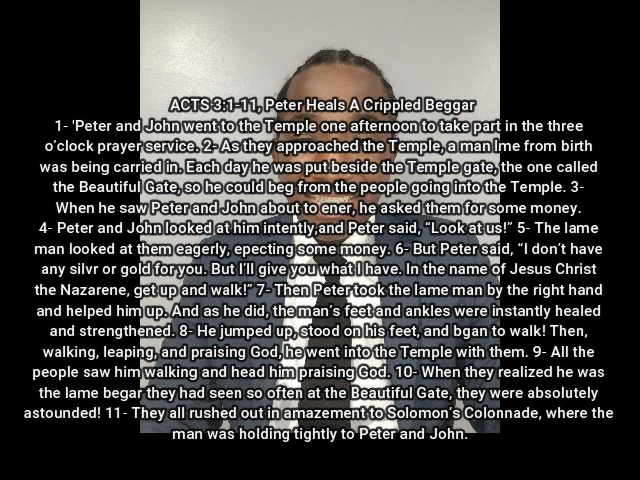 ACTS 3:1-11, Peter Heals A Crippled Beggar
1- 'Peter and John went to the Temple one afternoon to take part in the three
o’clock prayer service. 2- As they approached the Temple, a man lme from birth
was being carried in. Each day he was put beside the Temple gate, the one called
the Beautiful Gate, so he could beg from the people going into the Temple. 3-
When he saw Peter and John about to ener, he asked them for some money.
4- Peter and John looked at him intently,and Peter said, “Look at us!” 5- The lame
man looked at them eagerly, epecting some money. 6- But Peter said, “I don’t have
any silvr or gold for you. But I’ll give you what I have. In the name of Jesus Christ
the Nazarene, get up and walk!” 7- Then Peter took the lame man by the right hand
and helped him up. And as he did, the man’s feet and ankles were instantly healed
and strengthened. 8- He jumped up, stood on his feet, and bgan to walk! Then,
walking, leaping, and praising God, he went into the Temple with them. 9- All the
people saw him walking and head him praising God. 10- When they realized he was
the lame begar they had seen so often at the Beautiful Gate, they were absolutely
astounded! 11- They all rushed out in amazement to Solomon’s Colonnade, where the
man was holding tightly to Peter and John.